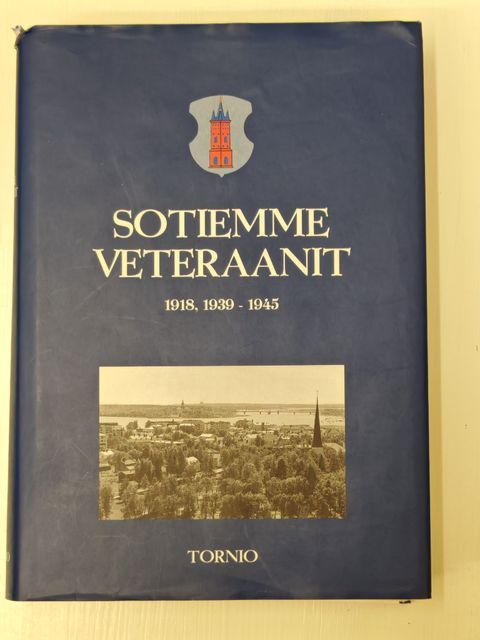 SOTIEMME
VETERAANIT
1918, 1939 - 1945
TORNIO